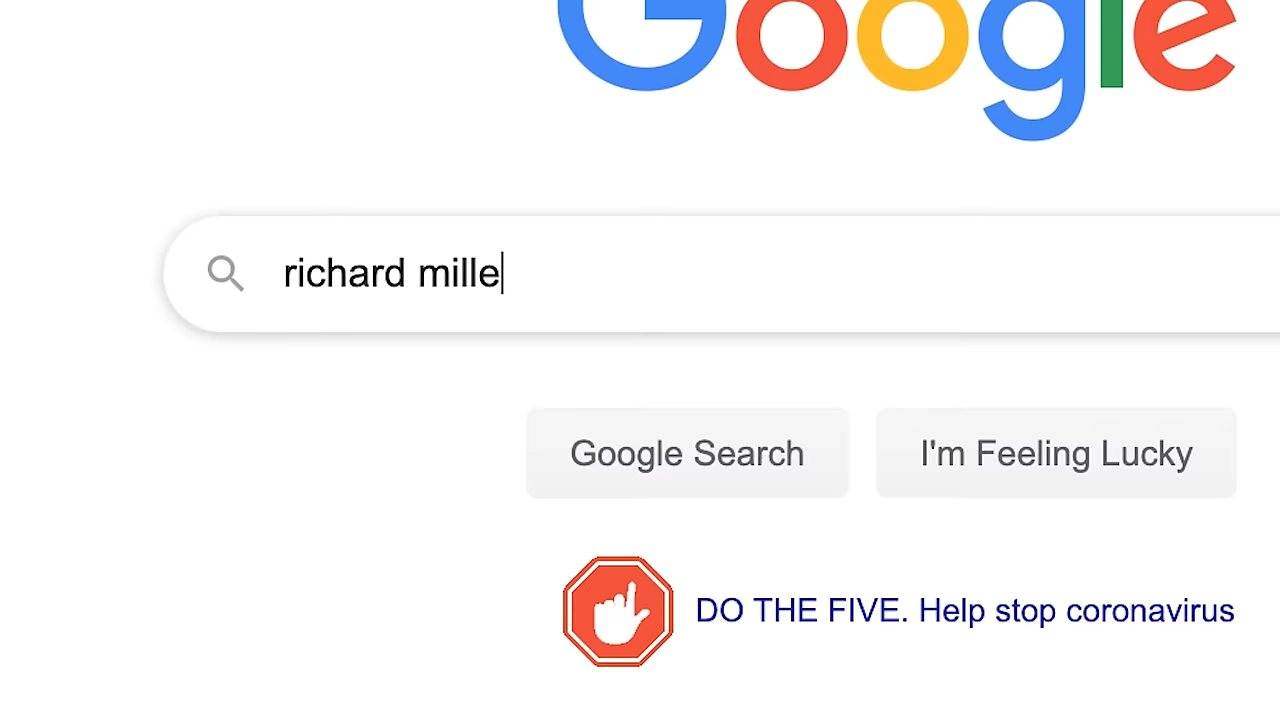 Google
richard mille
Google Search
I'm Feeling Lucky
DO THE FIVE. Help stop coronavirus